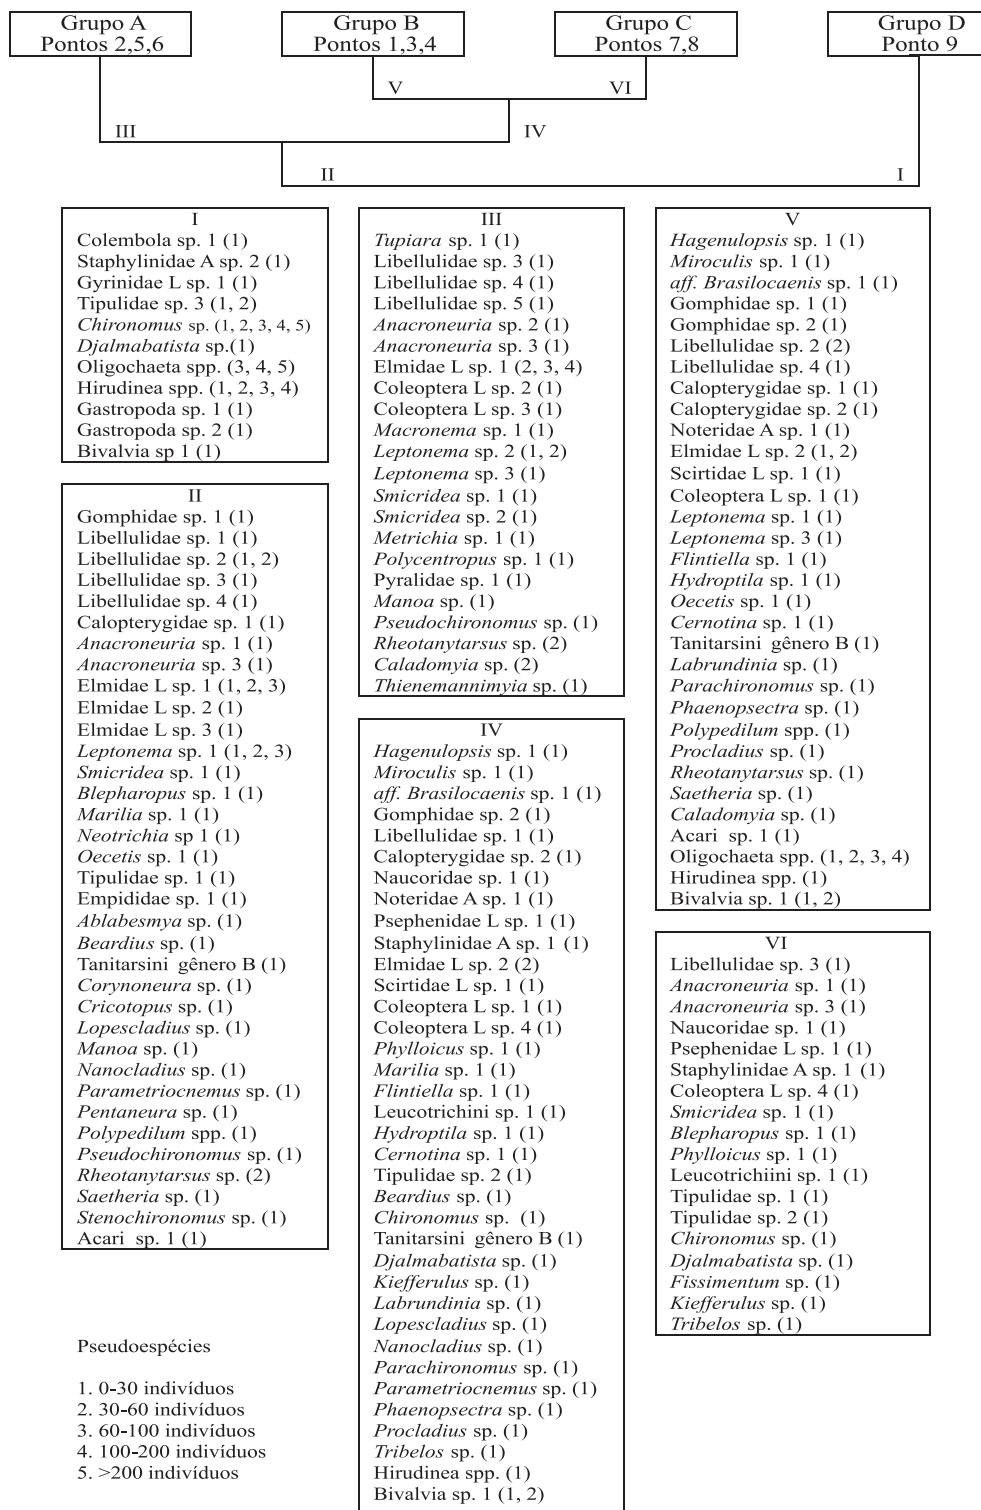 Grupo A
Pontos 2,5,6
Grupo B
Pontos 1,3,4
Grupo C
Pontos 7,8
Grupo D
Ponto 9
V
VI
III
IV
II
I
I
Colembola sp. 1 (1)
Staphylinidae A sp. 2 (1)
Gyrinidae L sp. 1 (1)
Tipulidae sp. 3 (1, 2)
Chironomus sp. (1, 2, 3, 4, 5)
Djalmabatista sp.(1)
Oligochaeta spp. (3, 4, 5)
Hirudinea spp. (1, 2, 3, 4)
Gastropoda sp. 1 (1)
Gastropoda sp. 2 (1)
Bivalvia sp 1 (1)
II
Gomphidae sp. 1 (1)
Libellulidae sp. 1 (1)
Libellulidae sp. 2 (1, 2)
Libellulidae sp. 3 (1)
Libellulidae sp. 4 (1)
Calopterygidae sp. 1 (1)
Anacroneuria sp. 1 (1)
Anacroneuria sp. 3 (1)
Elmidae L sp. 1 (1, 2, 3)
Elmidae L sp. 2 (1)
Elmidae L sp. 3 (1)
Leptonema sp. 1 (1, 2, 3)
Smicridea sp. 1 (1)
Blepharopus sp. 1 (1)
Marilia sp. 1 (1)
Neotrichia sp 1 (1)
Oecetis sp. 1 (1)
Tipulidae sp. 1 (1)
Empididae sp. 1 (1)
Ablabesmya sp. (1)
Beardius sp. (1)
Tanitarsini gênero B (1)
Corynoneura sp. (1)
Cricotopus sp. (1)
Lopescladius sp. (1)
Manoa sp. (1)
Nanocladius sp. (1)
Parametriocnemus sp. (1)
Pentaneura sp. (1)
Polypedilum spp. (1)
Pseudochironomus sp. (1)
Rheotanytarsus sp. (2)
Saetheria sp. (1)
Stenochironomus sp. (1)
Acari sp. 1 (1)
Pseudoespécies
1. 0-30 indivíduos
2. 30-60 indivíduos
3. 60-100 indivíduos
4. 100-200 indivíduos
5. >200 indivíduos
III
Tupiara sp. 1 (1)
Libellulidae sp. 3 (1)
Libellulidae sp. 4 (1)
Libellulidae sp. 5 (1)
Anacroneuria sp. 2 (1)
Anacroneuria sp. 3 (1)
Elmidae L sp. 1 (2, 3, 4)
Coleoptera L sp. 2 (1)
Coleoptera L sp. 3 (1)
Macronema sp. 1 (1)
Leptonema sp. 2 (1, 2)
Leptonema sp. 3 (1)
Smicridea sp. 1 (1)
Smicridea sp. 2 (1)
Metrichia sp. 1 (1)
Polycentropus sp. 1 (1)
Pyralidae sp. 1 (1)
Manoa sp. (1)
Pseudochironomus sp. (1)
Rheotanytarsus sp. (2)
Caladomyia sp. (2)
Thienemannimyia sp. (1)
IV
Hagenulopsis sp. 1 (1)
Miroculis sp. 1 (1)
aff. Brasilocaenis sp. 1 (1)
Gomphidae sp. 2 (1)
Libellulidae sp. 1 (1)
Calopterygidae sp. 2 (1)
Naucoridae sp. 1 (1)
Noteridae A sp. 1 (1)
Psephenidae L sp. 1 (1)
Staphylinidae A sp. 1 (1)
Elmidae L sp. 2 (2)
Scirtidae L sp. 1 (1)
Coleoptera L sp. 1 (1)
Coleoptera L sp. 4 (1)
Phylloicus sp. 1 (1)
Marilia sp. 1 (1)
Flintiella sp. 1 (1)
Leucotrichini sp. 1 (1)
Hydroptila sp. 1 (1)
Cernotina sp. 1 (1)
Tipulidae sp. 2 (1)
Beardius sp. (1)
Chironomus sp. (1)
Tanitarsini gênero B (1)
Djalmabatista sp. (1)
Kiefferulus sp. (1)
Labrundinia sp. (1)
Lopescladius sp. (1)
Nanocladius sp. (1)
Parachironomus sp. (1)
Parametriocnemus sp. (1)
Phaenopsectra sp. (1)
Procladius sp. (1)
Tribelos sp. (1)
Hirudinea spp. (1)
Bivalvia sp. 1 (1, 2)
V
Hagenulopsis sp. 1 (1)
Miroculis sp. 1 (1)
aff. Brasilocaenis sp. 1 (1)
Gomphidae sp. 1 (1)
Gomphidae sp. 2 (1)
Libellulidae sp. 2 (2)
Libellulidae sp. 4 (1)
Calopterygidae sp. 1 (1)
Calopterygidae sp. 2 (1)
Noteridae A sp. 1 (1)
Elmidae L sp. 2 (1, 2)
Scirtidae L sp. 1 (1)
Coleoptera L sp. 1 (1)
Leptonema sp. 1 (1)
Leptonema sp. 3 (1)
Flintiella sp. 1 (1)
Hydroptila sp. 1 (1)
Oecetis sp. 1 (1)
Cernotina sp. 1 (1)
Tanitarsini gênero B (1)
Labrundinia sp. (1)
Parachironomus sp. (1)
Phaenopsectra sp. (1)
Polypedilum spp. (1)
Procladius sp. (1)
Rheotanytarsus sp. (1)
Saetheria sp. (1)
Caladomyia sp. (1)
Acari sp. 1 (1)
Oligochaeta spp. (1, 2, 3, 4)
Hirudinea spp. (1)
Bivalvia sp. 1 (1, 2)
VI
Libellulidae sp. 3 (1)
Anacroneuria sp. 1 (1)
Anacroneuria sp. 3 (1)
Naucoridae sp. 1 (1)
Psephenidae L sp. 1 (1)
Staphylinidae A sp. 1 (1)
Coleoptera L sp. 4 (1)
Smicridea sp. 1 (1)
Blepharopus sp. 1 (1)
Phylloicus sp. 1 (1)
Leucotrichiini sp. 1 (1)
Tipulidae sp. 1 (1)
Tipulidae sp. 2 (1)
Chironomus sp. (1)
Djalmabatista sp. (1)
Fissimentum sp. (1)
Kiefferulus sp. (1)
Tribelos sp. (1)